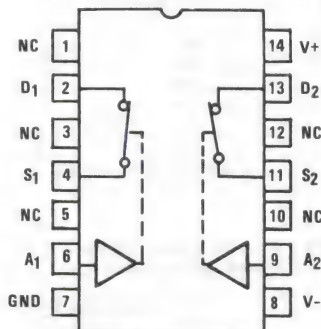 NC 1 14 V+
D1 2 13 D2
NC 3 12 NC
S1 4 11 S2
NC 5 10 NC
A1 6 9 A2
GND 7 8 V-